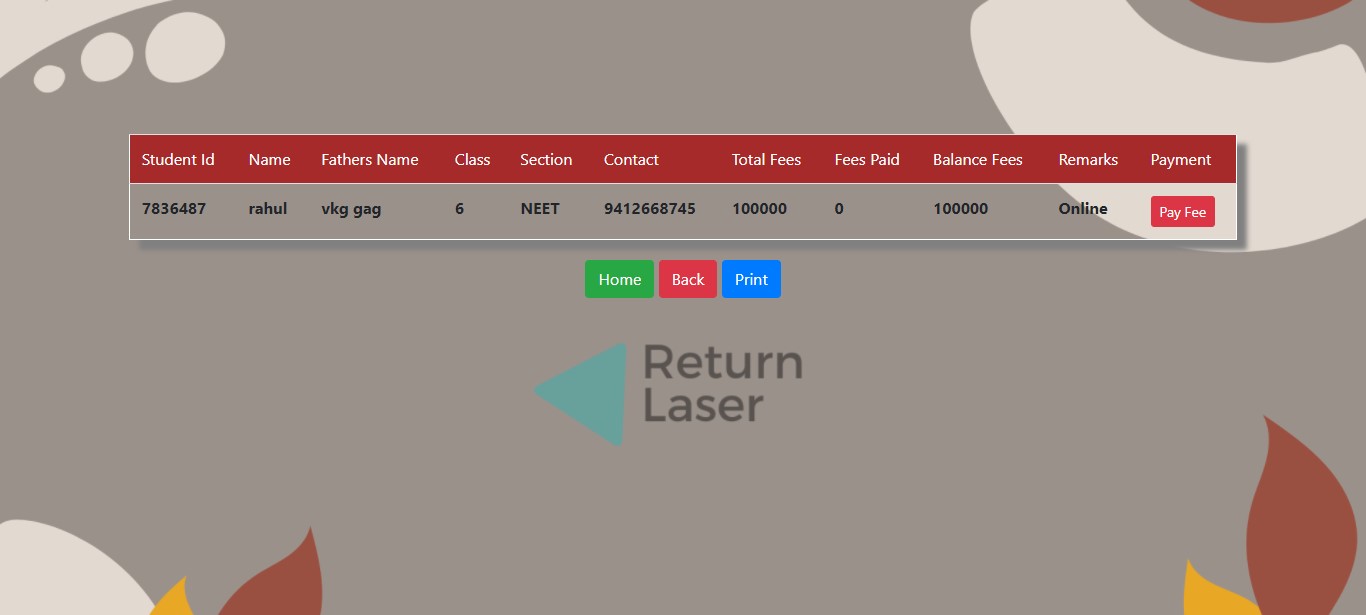 Student Id Name Fathers Name Class Section Contact Total Fees Fees Paid Balance Fees Remarks Payment
7836487 rahul vkg gag 6 NEET 9412668745 100000 0 100000 Online Pay Fee
Home Back Print
Return
Laser